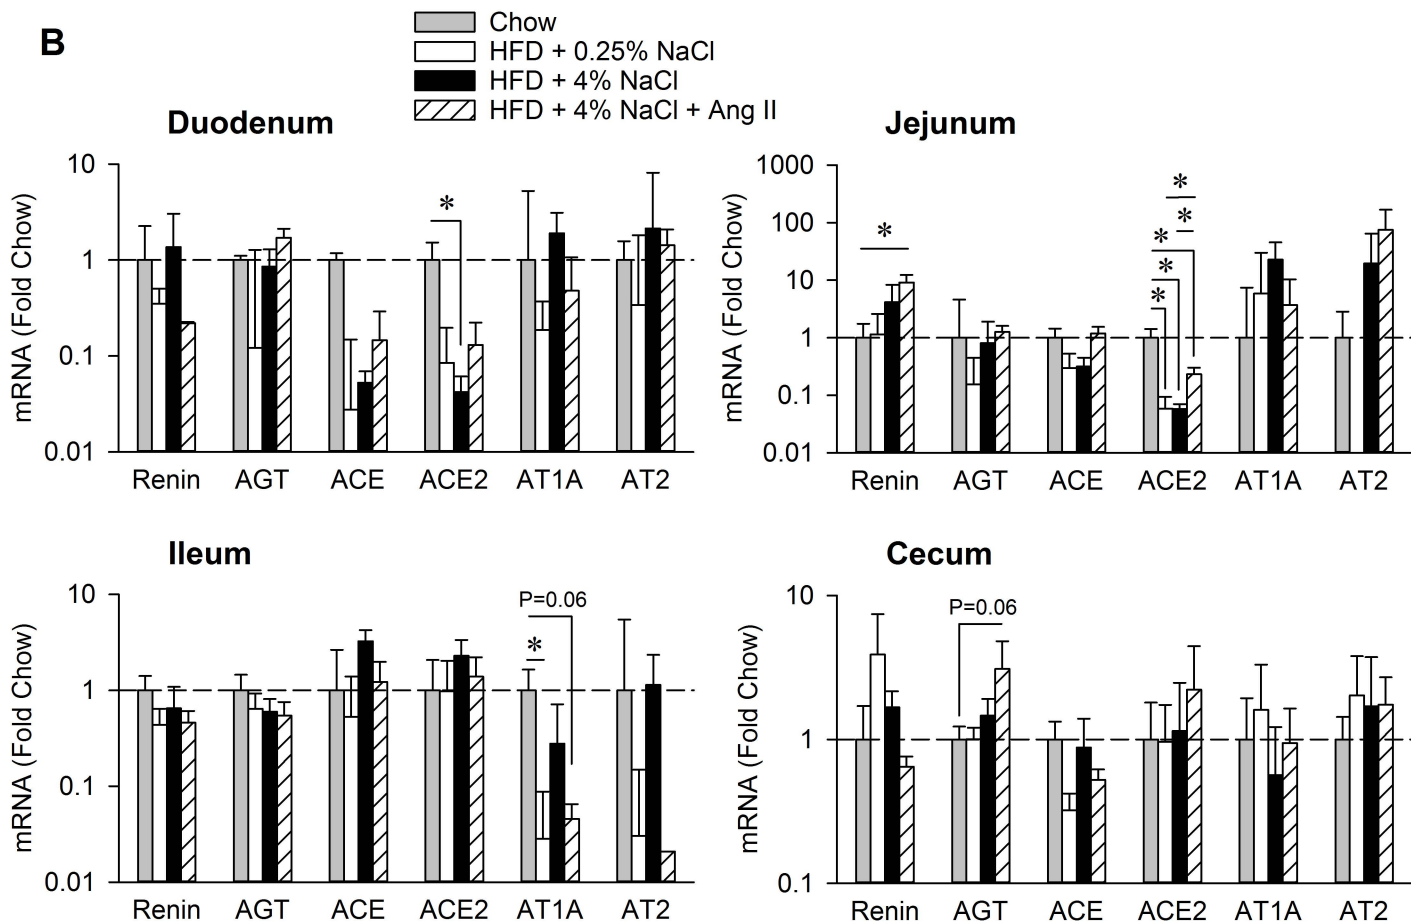 B
Chow
HFD + 0.25% NaCl
HFD + 4% NaCl
HFD + 4% NaCl + Ang II
Duodenum
mRNA (Fold Chow)
10
1
0.1
0.01
*
Renin AGT ACE ACE2 AT1A AT2
Jejunum
mRNA (Fold Chow)
1000
100
10
1
0.1
0.01
*
*
*
*
*
*
Renin AGT ACE ACE2 AT1A AT2
Ileum
mRNA (Fold Chow)
10
1
0.1
0.01
P=0.06
*
Renin AGT ACE ACE2 AT1A AT2
Cecum
mRNA (Fold Chow)
10
1
0.1
P=0.06
Renin AGT ACE ACE2 AT1A AT2